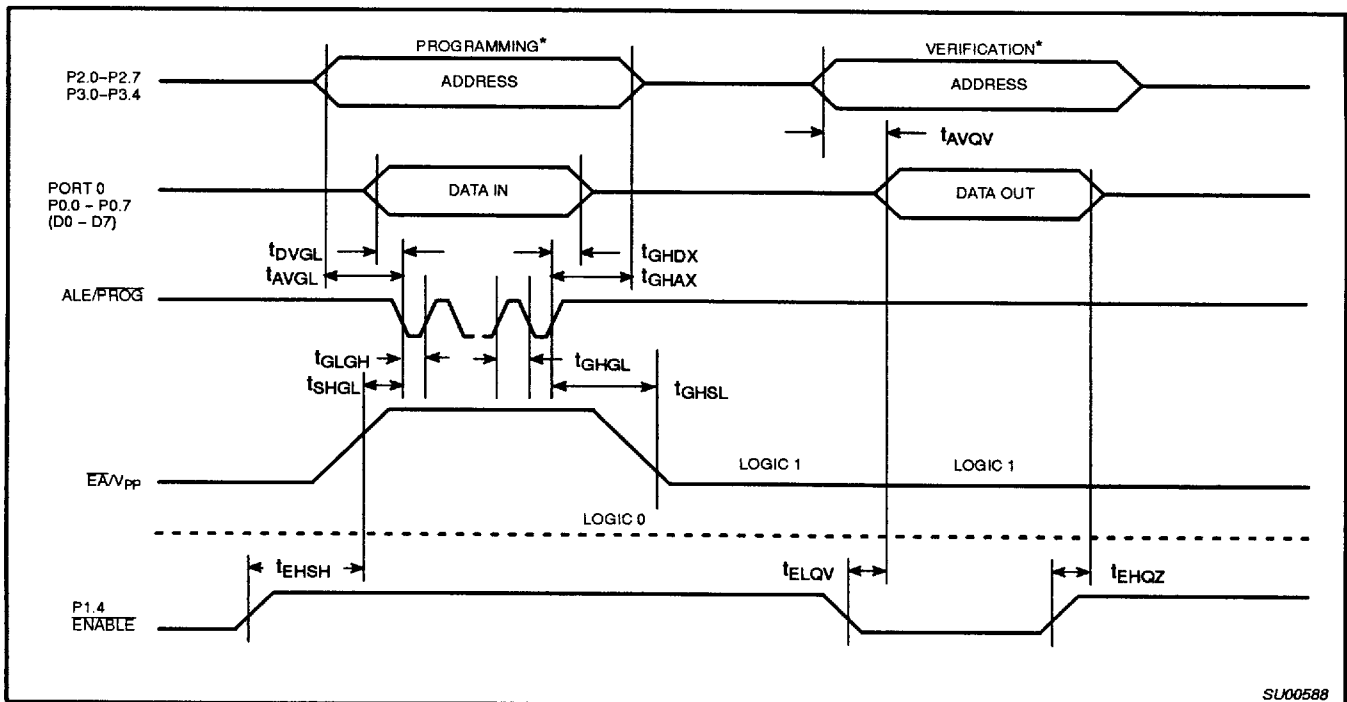 PROGRAMMING*
VERIFICATION*
P2.0–P2.7
P3.0–P3.4
ADDRESS
ADDRESS
tAVQV
PORT 0
P0.0 – P0.7
(D0 – D7)
DATA IN
DATA OUT
tDVGL
tGHDX
tAVGL
tGHAX
ALE/PROG
tGLGH
tGHGL
tSHGL
tGHSL
EA/VPP
LOGIC 1
LOGIC 1
LOGIC 0
tEHSH
tELQV
tEHQZ
P1.4
ENABLE
SU00588